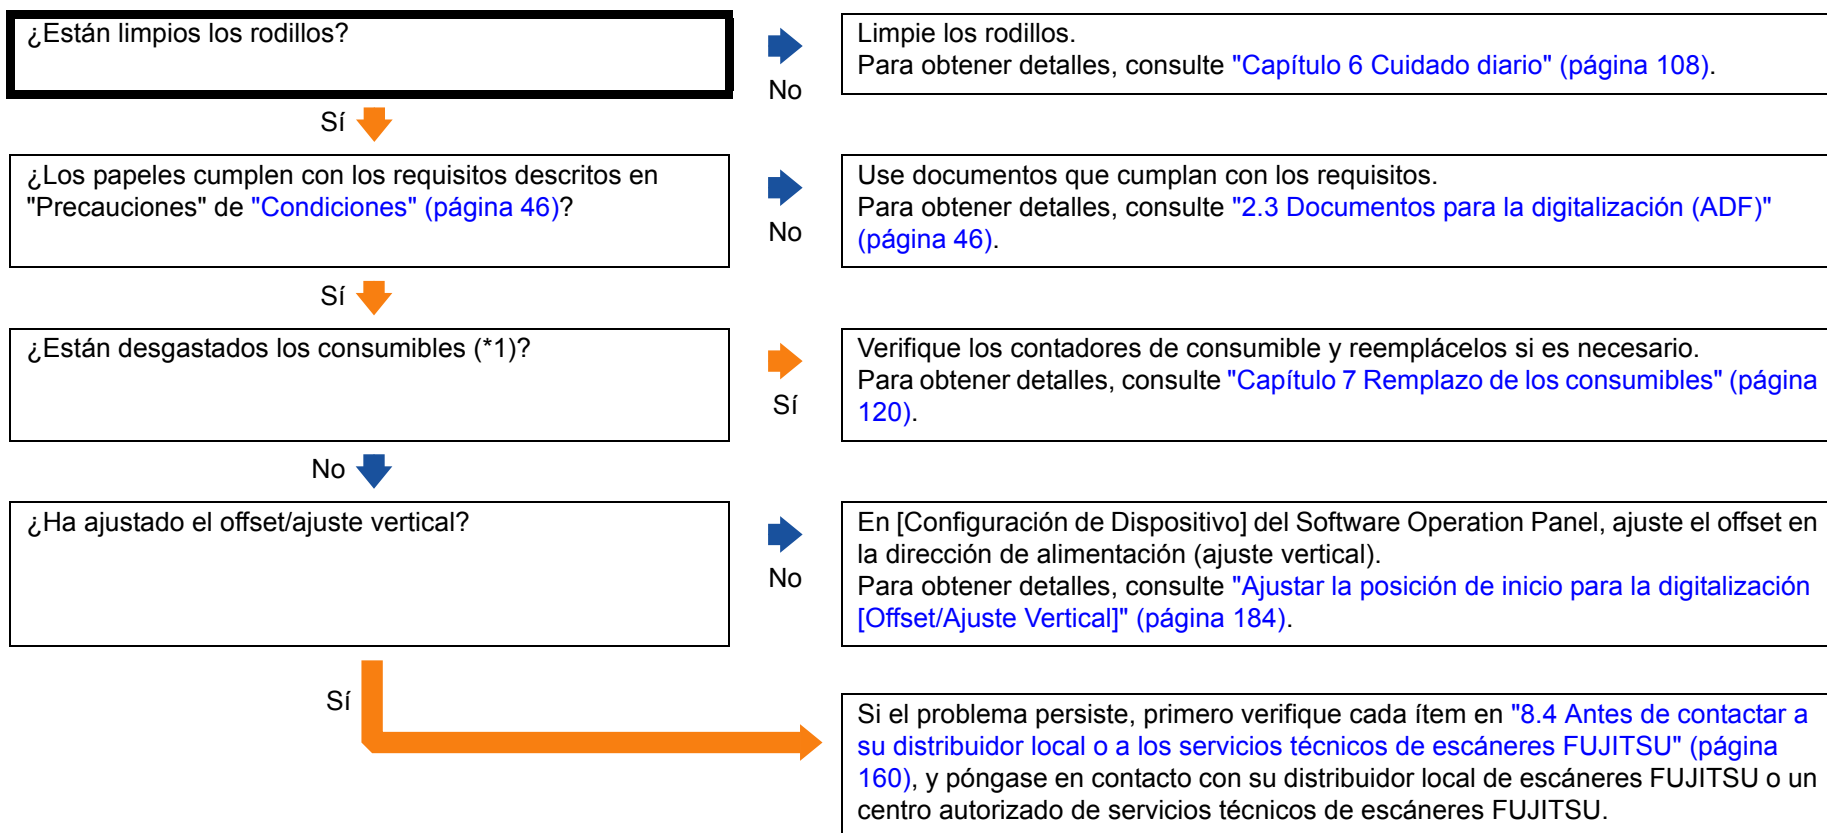 ¿Están limpios los rodillos?
No
Limpie los rodillos.
Para obtener detalles, consulte "Capítulo 6 Cuidado diario" (página 108).
Sí
¿Los papeles cumplen con los requisitos descritos en
"Precauciones" de "Condiciones" (página 46)?
No
Use documentos que cumplan con los requisitos.
Para obtener detalles, consulte "2.3 Documentos para la digitalización (ADF)"
(página 46).
Sí
¿Están desgastados los consumibles (*1)?
Sí
Verifique los contadores de consumible y reemplácelos si es necesario.
Para obtener detalles, consulte "Capítulo 7 Remplazo de los consumibles" (página
120).
No
¿Ha ajustado el offset/ajuste vertical?
No
En [Configuración de Dispositivo] del Software Operation Panel, ajuste el offset en
la dirección de alimentación (ajuste vertical).
Para obtener detalles, consulte "Ajustar la posición de inicio para la digitalización
[Offset/Ajuste Vertical]" (página 184).
Sí
Si el problema persiste, primero verifique cada ítem en "8.4 Antes de contactar a
su distribuidor local o a los servicios técnicos de escáneres FUJITSU" (página
160), y póngase en contacto con su distribuidor local de escáneres FUJITSU o un
centro autorizado de servicios técnicos de escáneres FUJITSU.